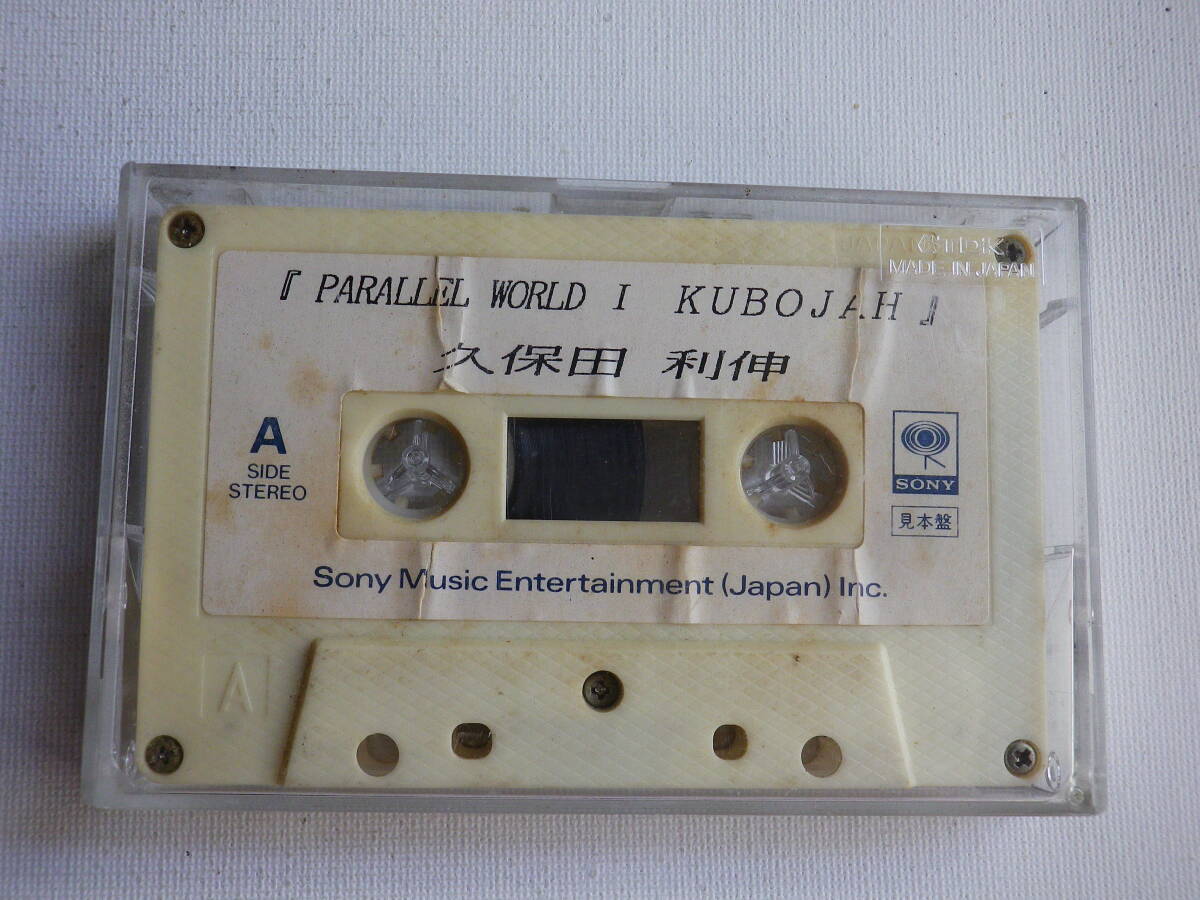 TDK
MADE IN JAPAN
『 PARALLEL WORLD I KUBOJAH 』
久保田 利伸
A
SIDE
STEREO
SONY
見本盤
Sony Music Entertainment (Japan) Inc.
A